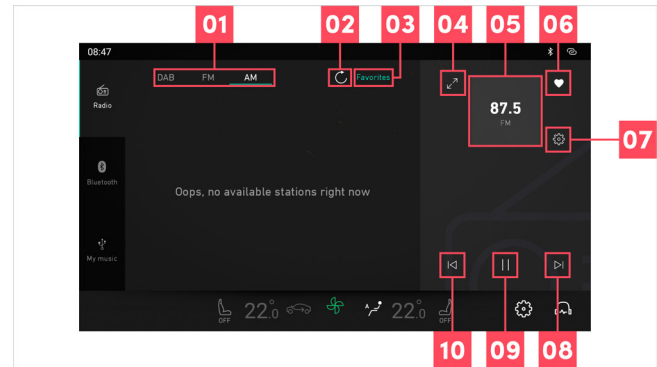 01 02 03 04 05 06
08:47
DAB FM AM Favorites
Radio
87.5
FM
07
Bluetooth
Oops, no available stations right now
My music
OFF 22.0 A 22.0 OFF
10 09 08